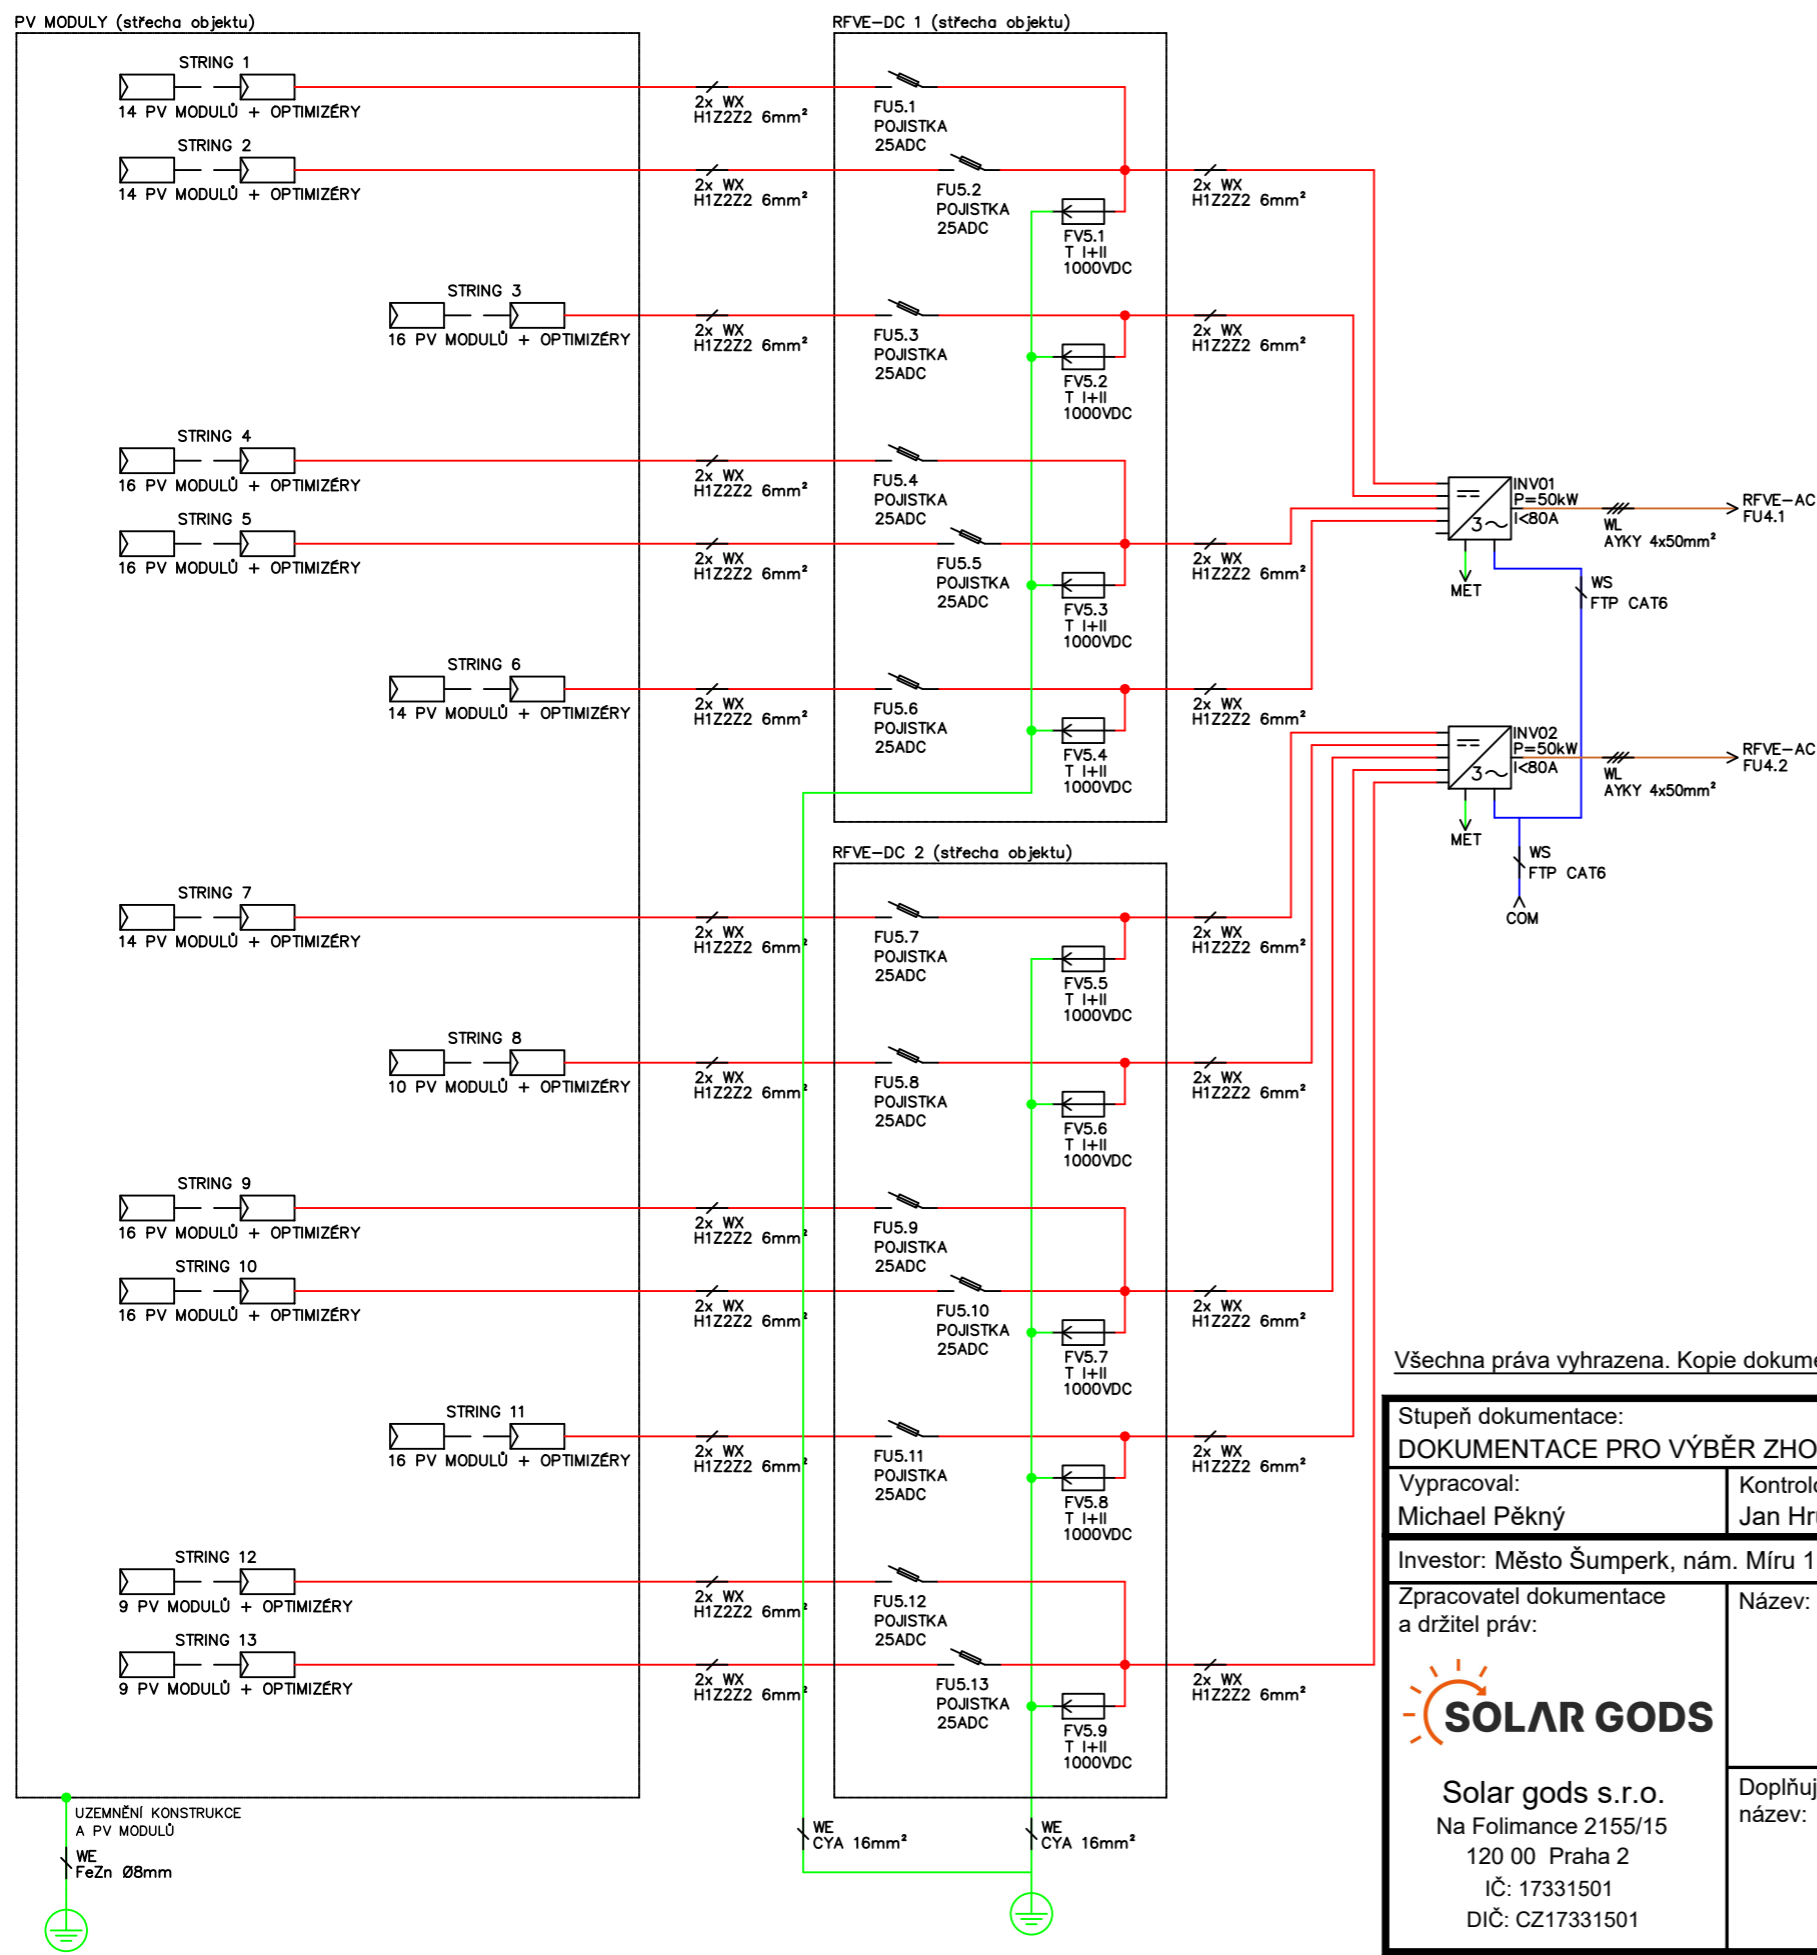 PV MODULY (střecha objektu)
STRING 1
14 PV MODULŮ + OPTIMIZÉRY
STRING 2
14 PV MODULŮ + OPTIMIZÉRY
STRING 3
16 PV MODULŮ + OPTIMIZÉRY
STRING 4
16 PV MODULŮ + OPTIMIZÉRY
STRING 5
16 PV MODULŮ + OPTIMIZÉRY
STRING 6
14 PV MODULŮ + OPTIMIZÉRY
STRING 7
14 PV MODULŮ + OPTIMIZÉRY
STRING 8
10 PV MODULŮ + OPTIMIZÉRY
STRING 9
16 PV MODULŮ + OPTIMIZÉRY
STRING 10
16 PV MODULŮ + OPTIMIZÉRY
STRING 11
16 PV MODULŮ + OPTIMIZÉRY
STRING 12
9 PV MODULŮ + OPTIMIZÉRY
STRING 13
9 PV MODULŮ + OPTIMIZÉRY
UZEMNĚNÍ KONSTRUKCE
A PV MODULŮ
WE
FeZn Ø8mm
2x WX
H1Z2Z2 6mm²
2x WX
H1Z2Z2 6mm²
2x WX
H1Z2Z2 6mm²
2x WX
H1Z2Z2 6mm²
2x WX
H1Z2Z2 6mm²
2x WX
H1Z2Z2 6mm²
2x WX
H1Z2Z2 6mm²
2x WX
H1Z2Z2 6mm²
2x WX
H1Z2Z2 6mm²
2x WX
H1Z2Z2 6mm²
2x WX
H1Z2Z2 6mm²
2x WX
H1Z2Z2 6mm²
2x WX
H1Z2Z2 6mm²
RFVE-DC 1 (střecha objektu)
FU5.1
POJISTKA
25ADC
FU5.2
POJISTKA
25ADC
FV5.1
T I+II
1000VDC
FU5.3
POJISTKA
25ADC
FV5.2
T I+II
1000VDC
FU5.4
POJISTKA
25ADC
FU5.5
POJISTKA
25ADC
FV5.3
T I+II
1000VDC
FU5.6
POJISTKA
25ADC
FV5.4
T I+II
1000VDC
RFVE-DC 2 (střecha objektu)
FU5.7
POJISTKA
25ADC
FV5.5
T I+II
1000VDC
FU5.8
POJISTKA
25ADC
FV5.6
T I+II
1000VDC
FU5.9
POJISTKA
25ADC
FU5.10
POJISTKA
25ADC
FV5.7
T I+II
1000VDC
FU5.11
POJISTKA
25ADC
FV5.8
T I+II
1000VDC
FU5.12
POJISTKA
25ADC
FU5.13
POJISTKA
25ADC
FV5.9
T I+II
1000VDC
WE
CYA 16mm²
WE
CYA 16mm²
2x WX
H1Z2Z2 6mm²
2x WX
H1Z2Z2 6mm²
2x WX
H1Z2Z2 6mm²
2x WX
H1Z2Z2 6mm²
2x WX
H1Z2Z2 6mm²
2x WX
H1Z2Z2 6mm²
2x WX
H1Z2Z2 6mm²
2x WX
H1Z2Z2 6mm²
2x WX
H1Z2Z2 6mm²
INV01
P=50kW
I<80A
3~
MET
WL
AYKY 4x50mm²
RFVE-AC
FU4.1
WS
FTP CAT6
INV02
P=50kW
I<80A
3~
MET
WL
AYKY 4x50mm²
RFVE-AC
FU4.2
WS
FTP CAT6
COM
Všechna práva vyhrazena. Kopie dokume
Stupeň dokumentace:
DOKUMENTACE PRO VÝBĚR ZHO
Vypracoval:
Michael Pěkný
Kontrolo
Jan Hru
Investor: Město Šumperk, nám. Míru 1
Zpracovatel dokumentace
a držitel práv:
Název:
SOLAR GODS
Solar gods s.r.o.
Na Folimance 2155/15
120 00 Praha 2
IČ: 17331501
DIČ: CZ17331501
Doplňuj
název: